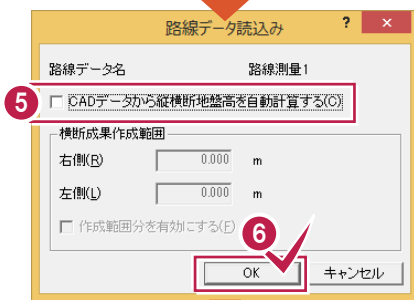 路線データ読込み ? ×
路線データ名 路線測量1
5 CADデータから縦横断地盤高を自動計算する(C)
横断成果作成範囲
右側(R) 0.000 m
左側(L) 0.000 m
作成範囲分を有効にする(F)
6
OK キャンセル